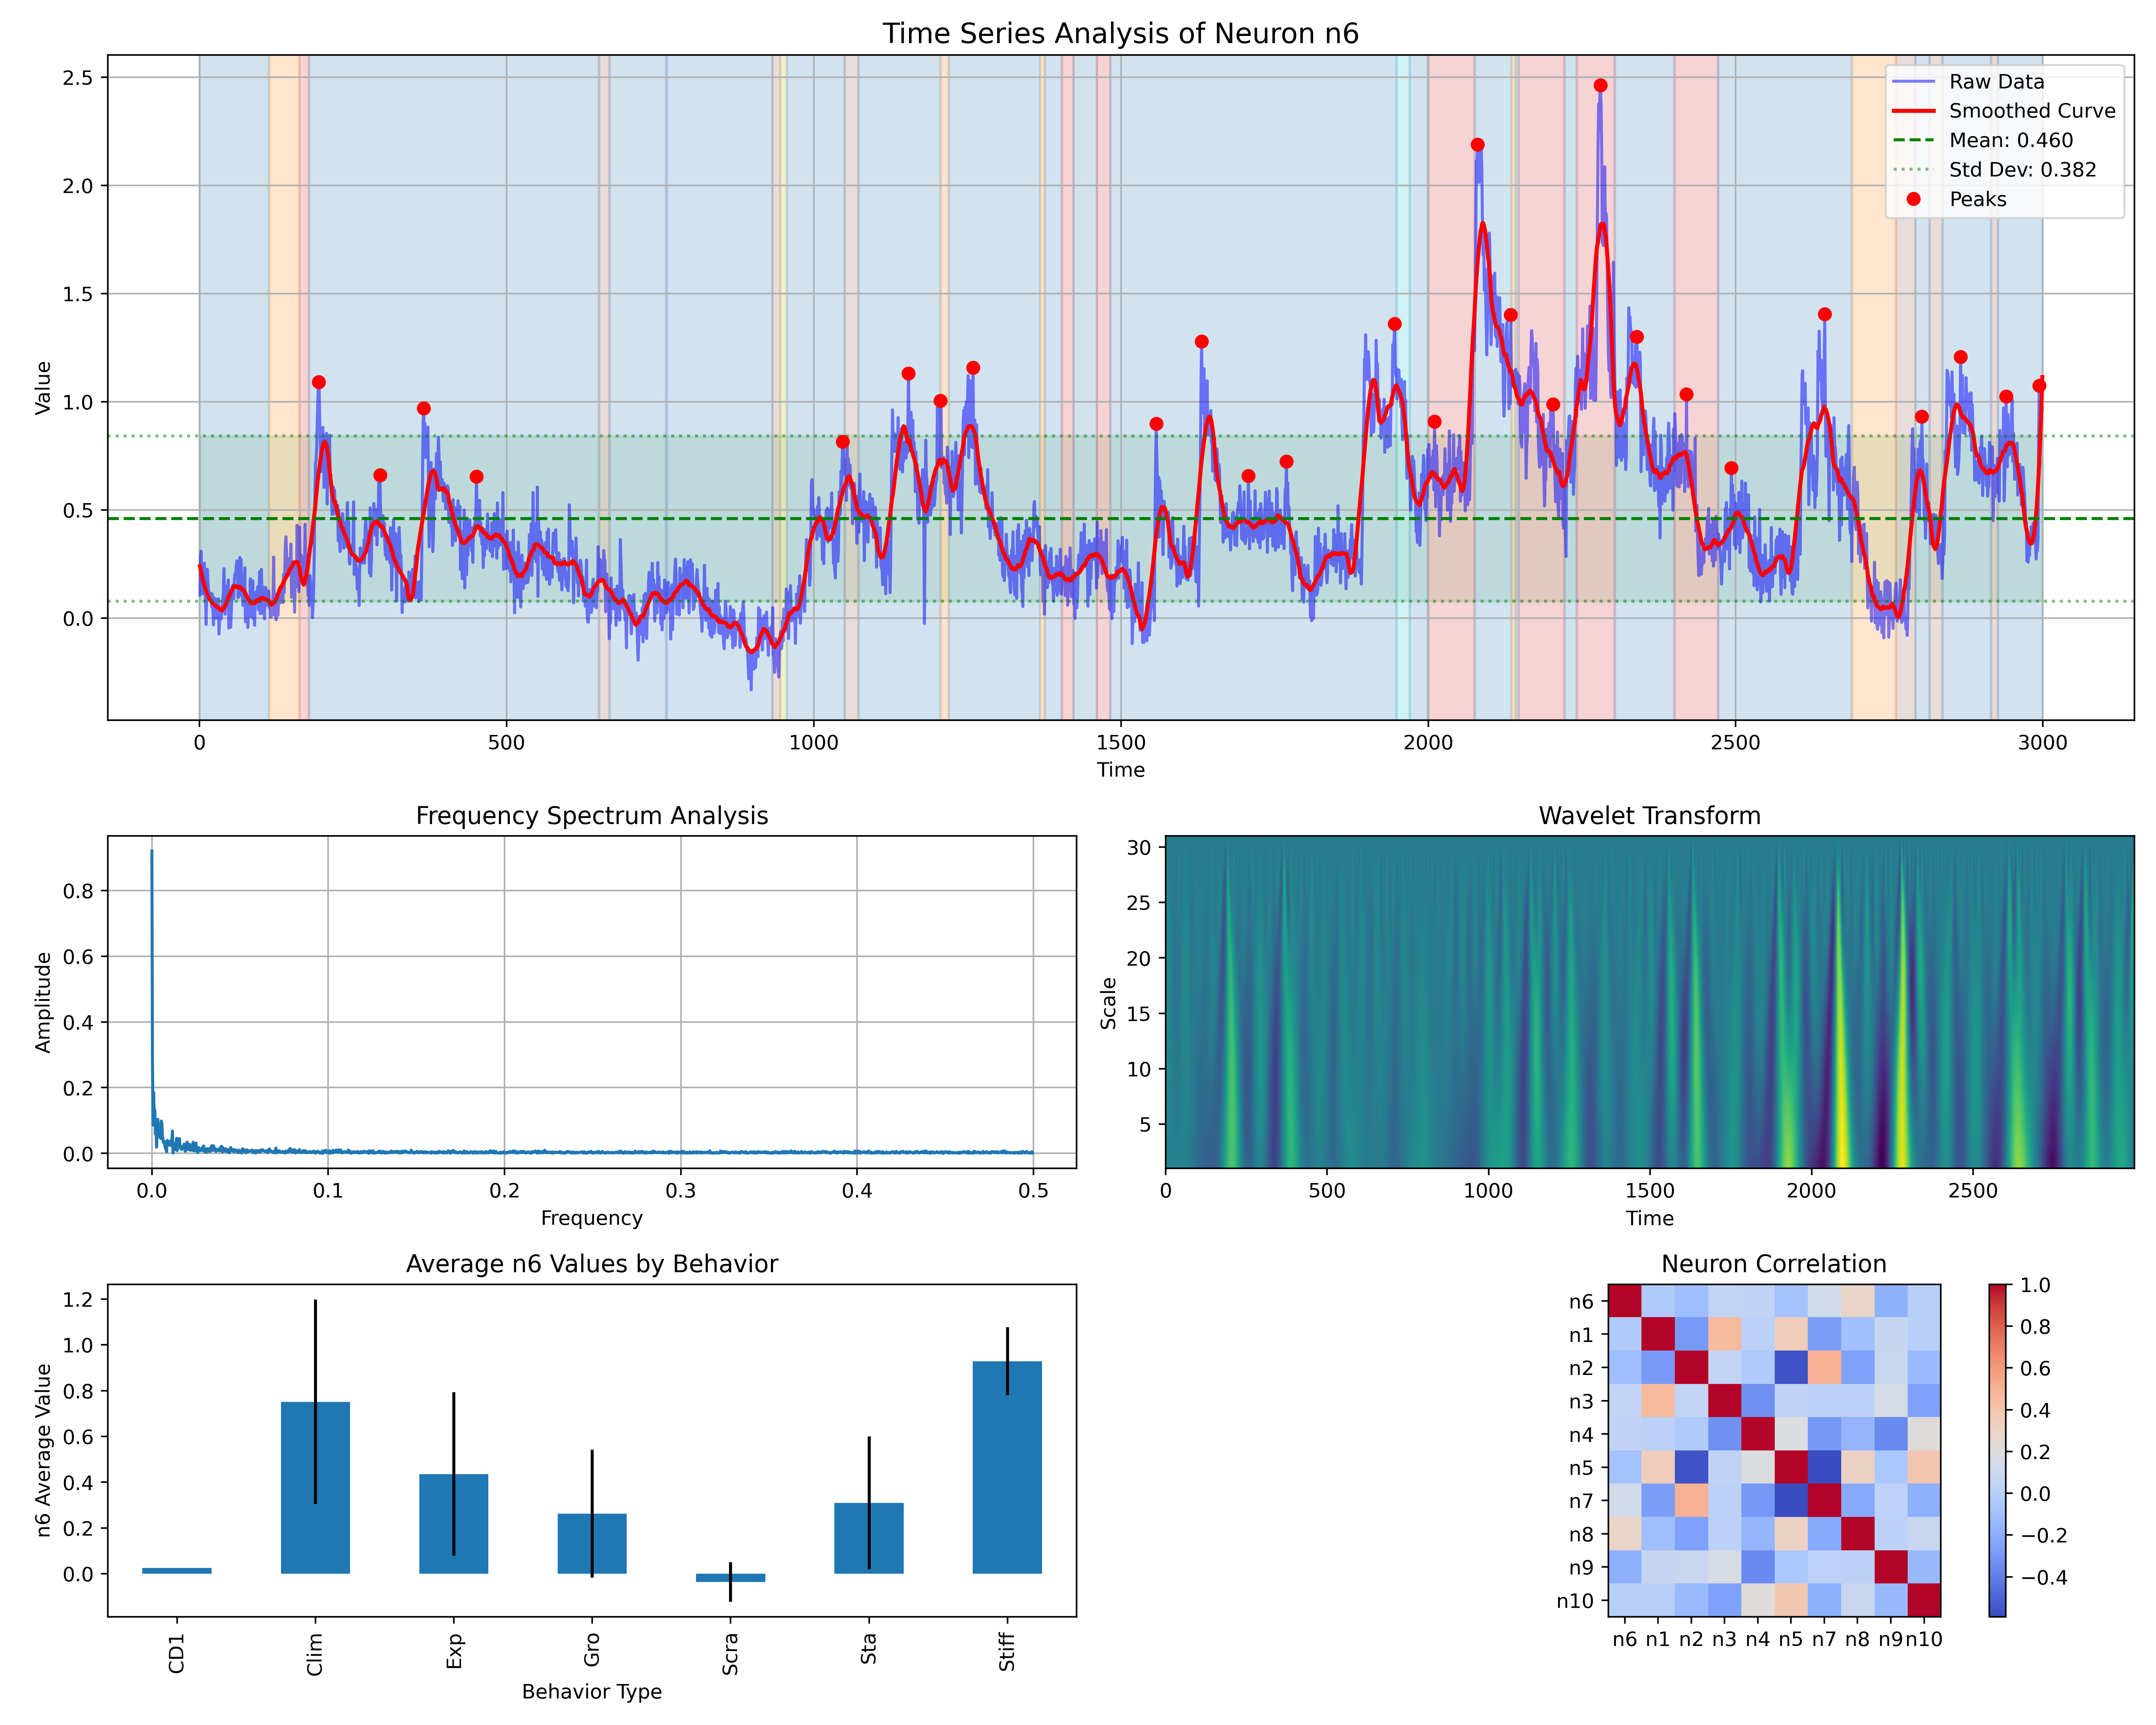 Time Series Analysis of Neuron n6
Value
2.5
2.0
1.5
1.0
0.5
0.0
Raw Data
Smoothed Curve
Mean: 0.460
Std Dev: 0.382
Peaks
0 500 1000 1500 2000 2500 3000
Time
Frequency Spectrum Analysis
Amplitude
0.8
0.6
0.4
0.2
0.0
0.0 0.1 0.2 0.3 0.4 0.5
Frequency
Wavelet Transform
Scale
30
25
20
15
10
5
0 500 1000 1500 2000 2500
Time
Average n6 Values by Behavior
n6 Average Value
1.2
1.0
0.8
0.6
0.4
0.2
0.0
CD1 Clim Exp Gro Scra Sta Stiff
Behavior Type
Neuron Correlation
n6
n1
n2
n3
n4
n5
n7
n8
n9
n10
n6 n1 n2 n3 n4 n5 n7 n8 n9 n10
1.0
0.8
0.6
0.4
0.2
0.0
−0.2
−0.4